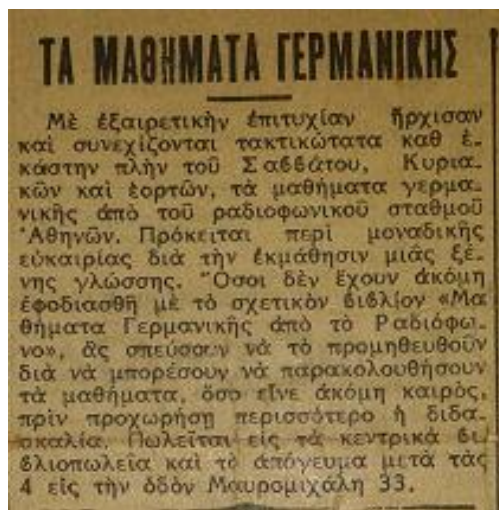 ΤΑ ΜΑΘΗΜΑΤΑ ΓΕΡΜΑΝΙΚΗΣ
Μὲ ἐξαιρετικὴν ἐπιτυχίαν ἤρχισαν
καὶ συνεχίζονται τακτικώτατα καθ ἑ-
κάστην πλὴν τοῦ Σαββάτου, Κυρια-
κῶν καὶ ἑορτῶν, τὰ μαθήματα γερμα-
νικῆς ἀπὸ τοῦ ραδιοφωνικοῦ σταθμοῦ
Ἀθηνῶν. Πρόκειται περὶ μοναδικῆς
εὐκαιρίας διὰ τὴν ἐκμάθησιν μιᾶς ξέ-
νης γλώσσης. Ὅσοι δὲν ἔχουν ἀκόμη
ἐφοδιασθῆ μὲ τὸ σχετικὸν βιβλίον «Μα
θήματα Γερμανικῆς ἀπὸ τὸ Ραδιόφω-
νο», ἂς σπεύσουν νὰ τὸ προμηθευθοῦν
διὰ νὰ μπορέσουν νὰ παρακολουθήσουν
τὰ μαθήματα, ὅσο εἶνε ἀκόμη καιρός,
πρὶν προχωρήση περισσότερο ἡ διδα-
σκαλία. Πωλεῖται εἰς τὰ κεντρικὰ βι-
βλιοπωλεῖα καὶ τὸ ἀπόγευμα μετὰ τὰς
4 εἰς τὴν ὁδὸν Μαυρομιχάλη 33.